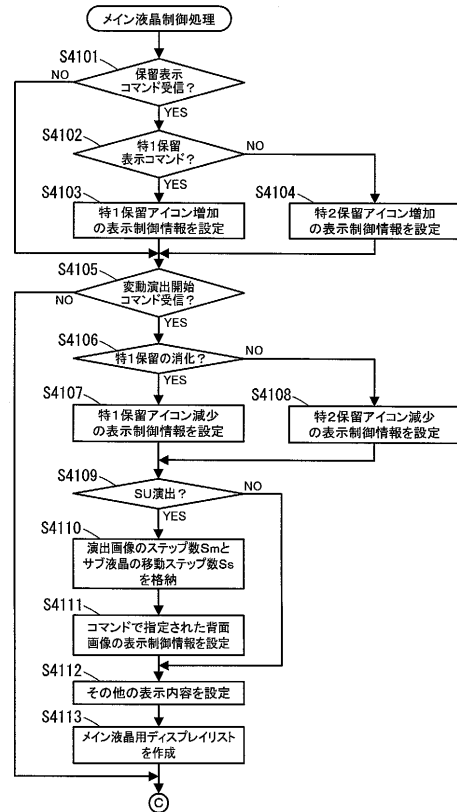 メイン液晶制御処理
S4101
NO
保留表示
コマンド受信？
YES
S4102
特1保留
表示コマンド？
NO
YES
S4103
特1保留アイコン増加
の表示制御情報を設定
S4104
特2保留アイコン増加
の表示制御情報を設定
S4105
NO
変動演出開始
コマンド受信？
YES
S4106
特1保留の消化？
NO
YES
S4107
特1保留アイコン減少
の表示制御情報を設定
S4108
特2保留アイコン減少
の表示制御情報を設定
S4109
SU演出？
NO
YES
S4110
演出画像のステップ数Smと
サブ液晶の移動ステップ数Ss
を格納
S4111
コマンドで指定された背面
画像の表示制御情報を設定
S4112
その他の表示内容を設定
S4113
メイン液晶用ディスプレイリスト
を作成
C